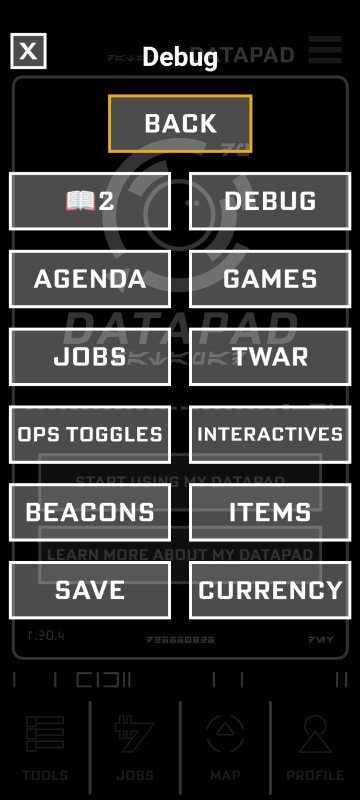 X
Debug
DATAPAD
BACK
📖2
DEBUG
AGENDA
GAMES
DATAPAD
JOBS
TWAR
OPS TOGGLES
INTERACTIVES
START USING MY DATAPAD
BEACONS
ITEMS
LEARN MORE ABOUT MY DATAPAD
SAVE
CURRENCY
1.90.4
TOOLS
JOBS
MAP
PROFILE